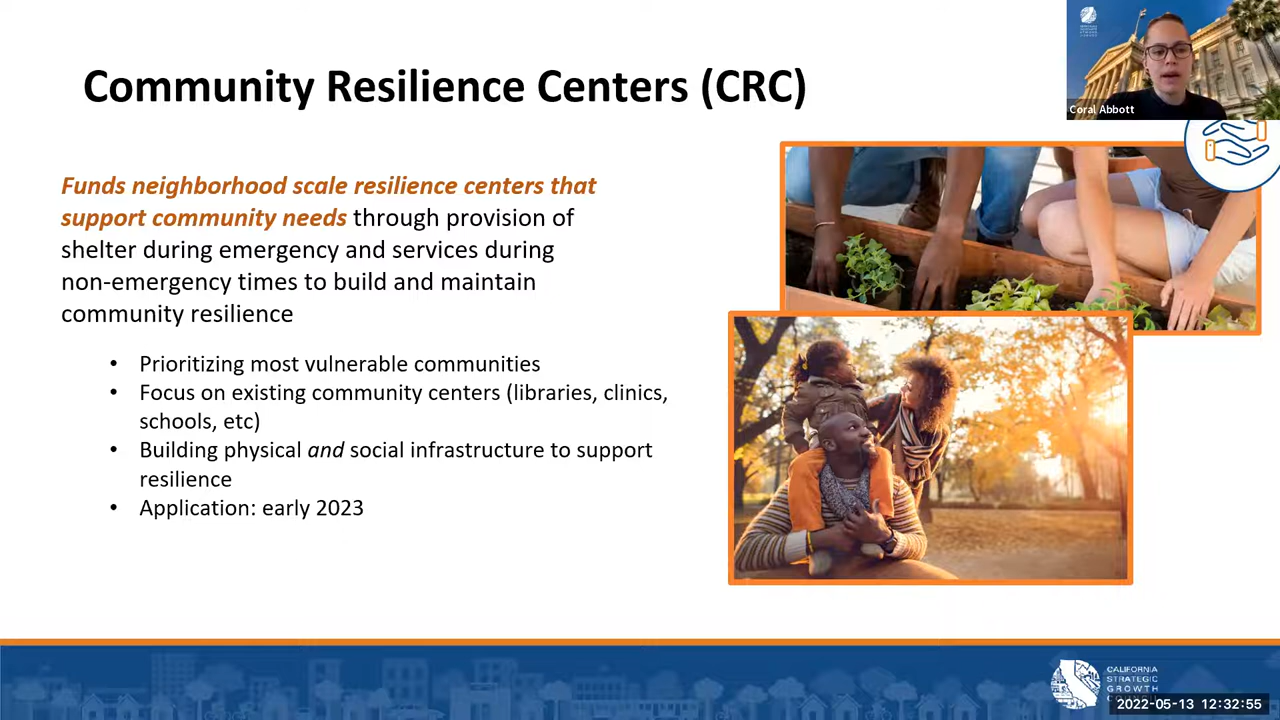 Community Resilience Centers (CRC)
Coral Abbott
Funds neighborhood scale resilience centers that
support community needs through provision of
shelter during emergency and services during
non-emergency times to build and maintain
community resilience
• Prioritizing most vulnerable communities
• Focus on existing community centers (libraries, clinics,
schools, etc)
• Building physical and social infrastructure to support
resilience
• Application: early 2023
CALIFORNIA
STRATEGIC
GROWTH
2022-05-13 12:32:55